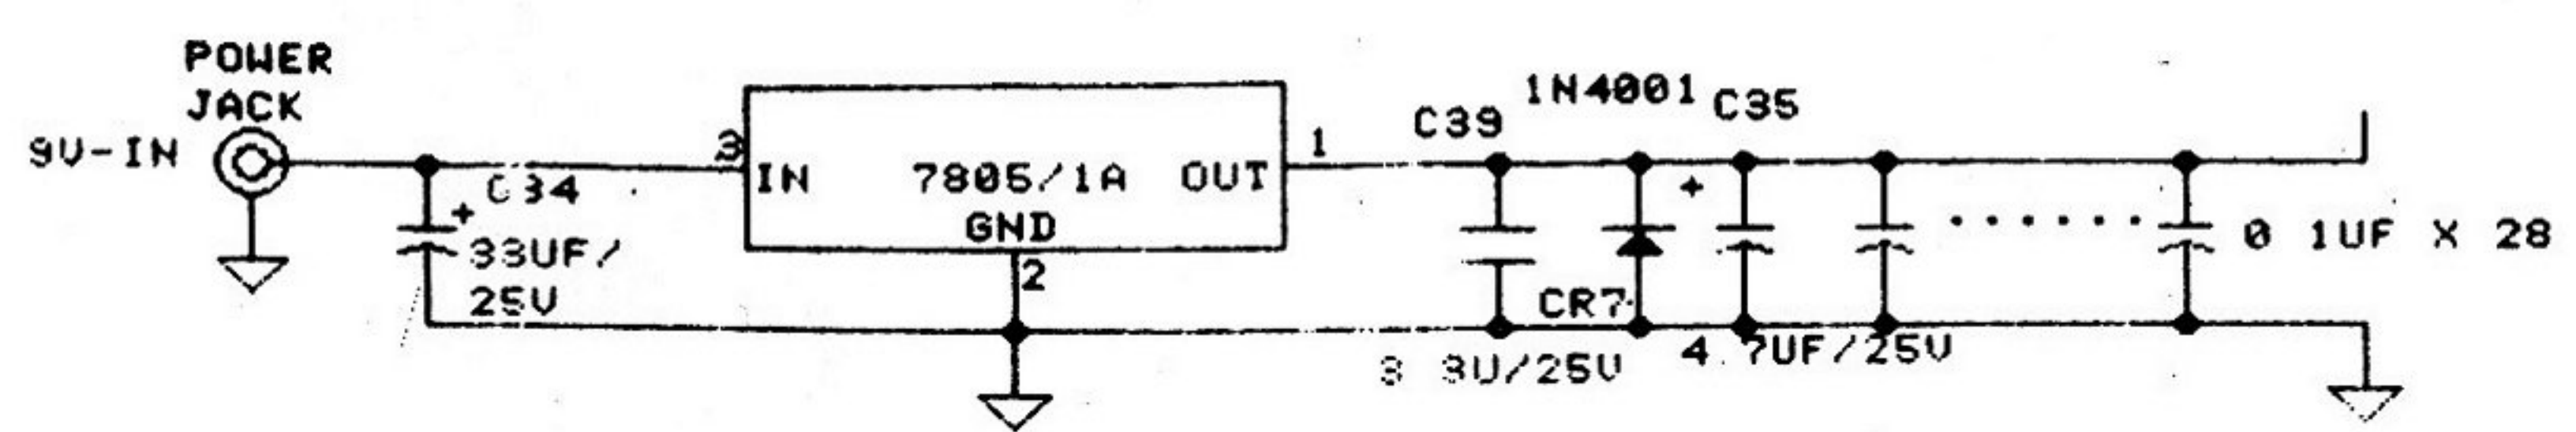 POWER
JACK
9V-IN
C34
+
33UF/
25V
3
IN
7805/1A
OUT
GND
1
2
C39
1N4001
C35
+
CR7
3 3U/25V
4.7UF/25V
0 1UF X 28